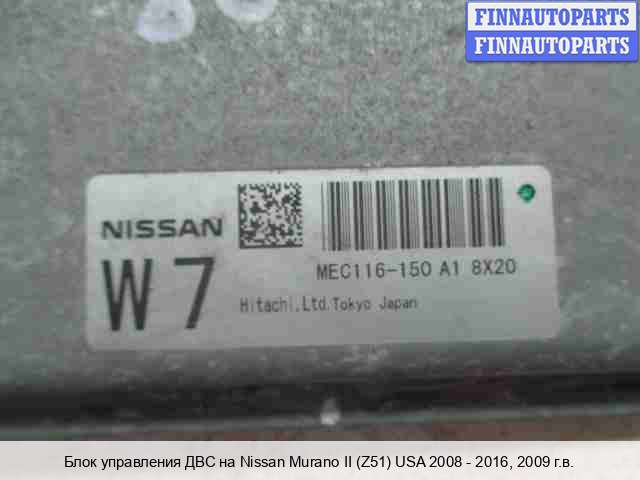 FINNAUTOPARTS
FINNAUTOPARTS
NISSAN
MEC116-150 A1 8X20
W 7
Hitachi,Ltd.Tokyo Japan
Блок управления ДВС на Nissan Murano II (Z51) USA 2008 - 2016, 2009 г.в.